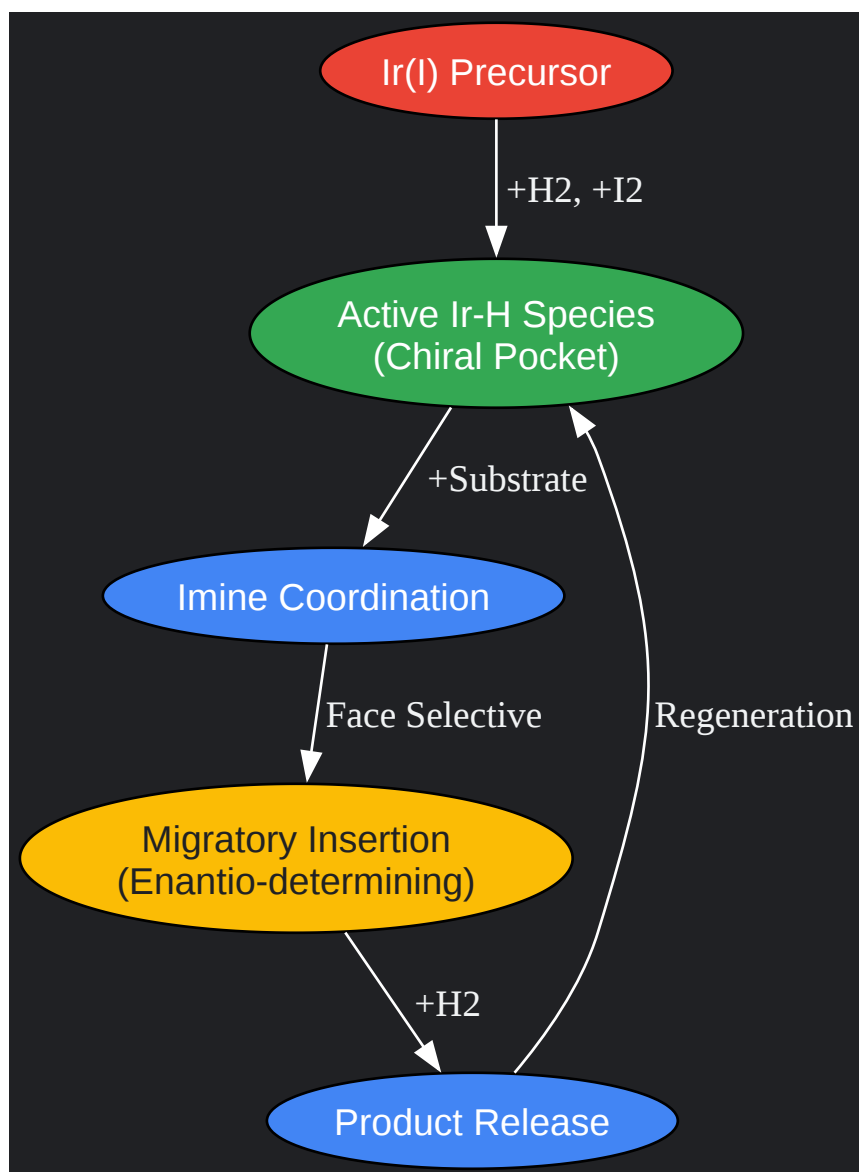 Ir(I) Precursor
+H2, +I2
Active Ir-H Species
(Chiral Pocket)
+Substrate
Imine Coordination
Face Selective
Regeneration
Migratory Insertion
(Enantio-determining)
+H2
Product Release